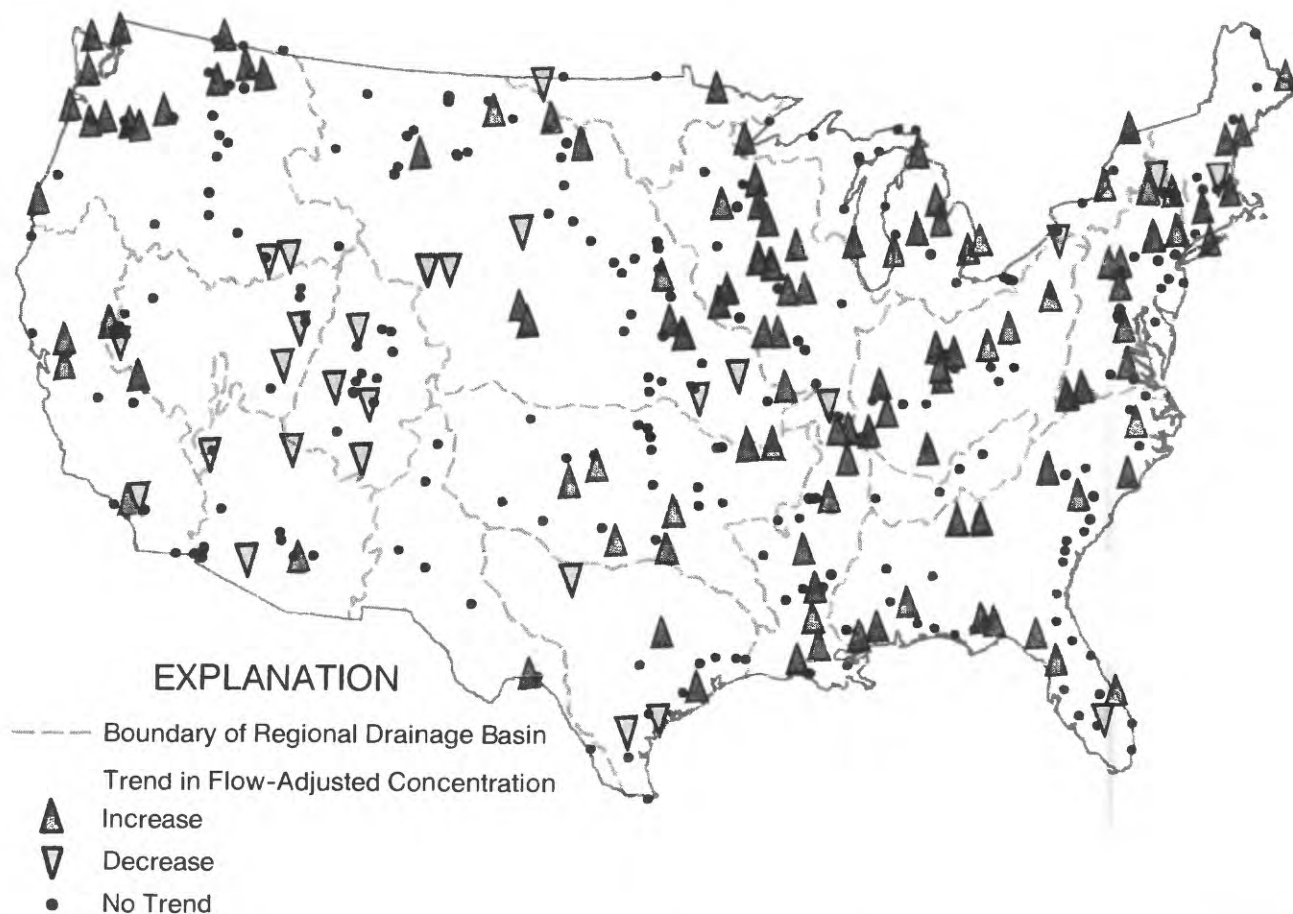 EXPLANATION
Boundary of Regional Drainage Basin
Trend in Flow-Adjusted Concentration
Increase
Decrease
No Trend